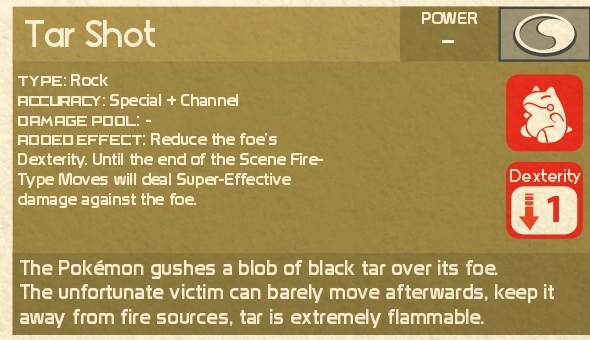 Tar Shot
POWER
–
TYPE: Rock
ACCURACY: Special + Channel
DAMAGE POOL: -
ADDED EFFECT: Reduce the foe's
Dexterity. Until the end of the Scene Fire-
Type Moves will deal Super-Effective
damage against the foe.
Dexterity
1
The Pokémon gushes a blob of black tar over its foe.
The unfortunate victim can barely move afterwards, keep it
away from fire sources, tar is extremely flammable.